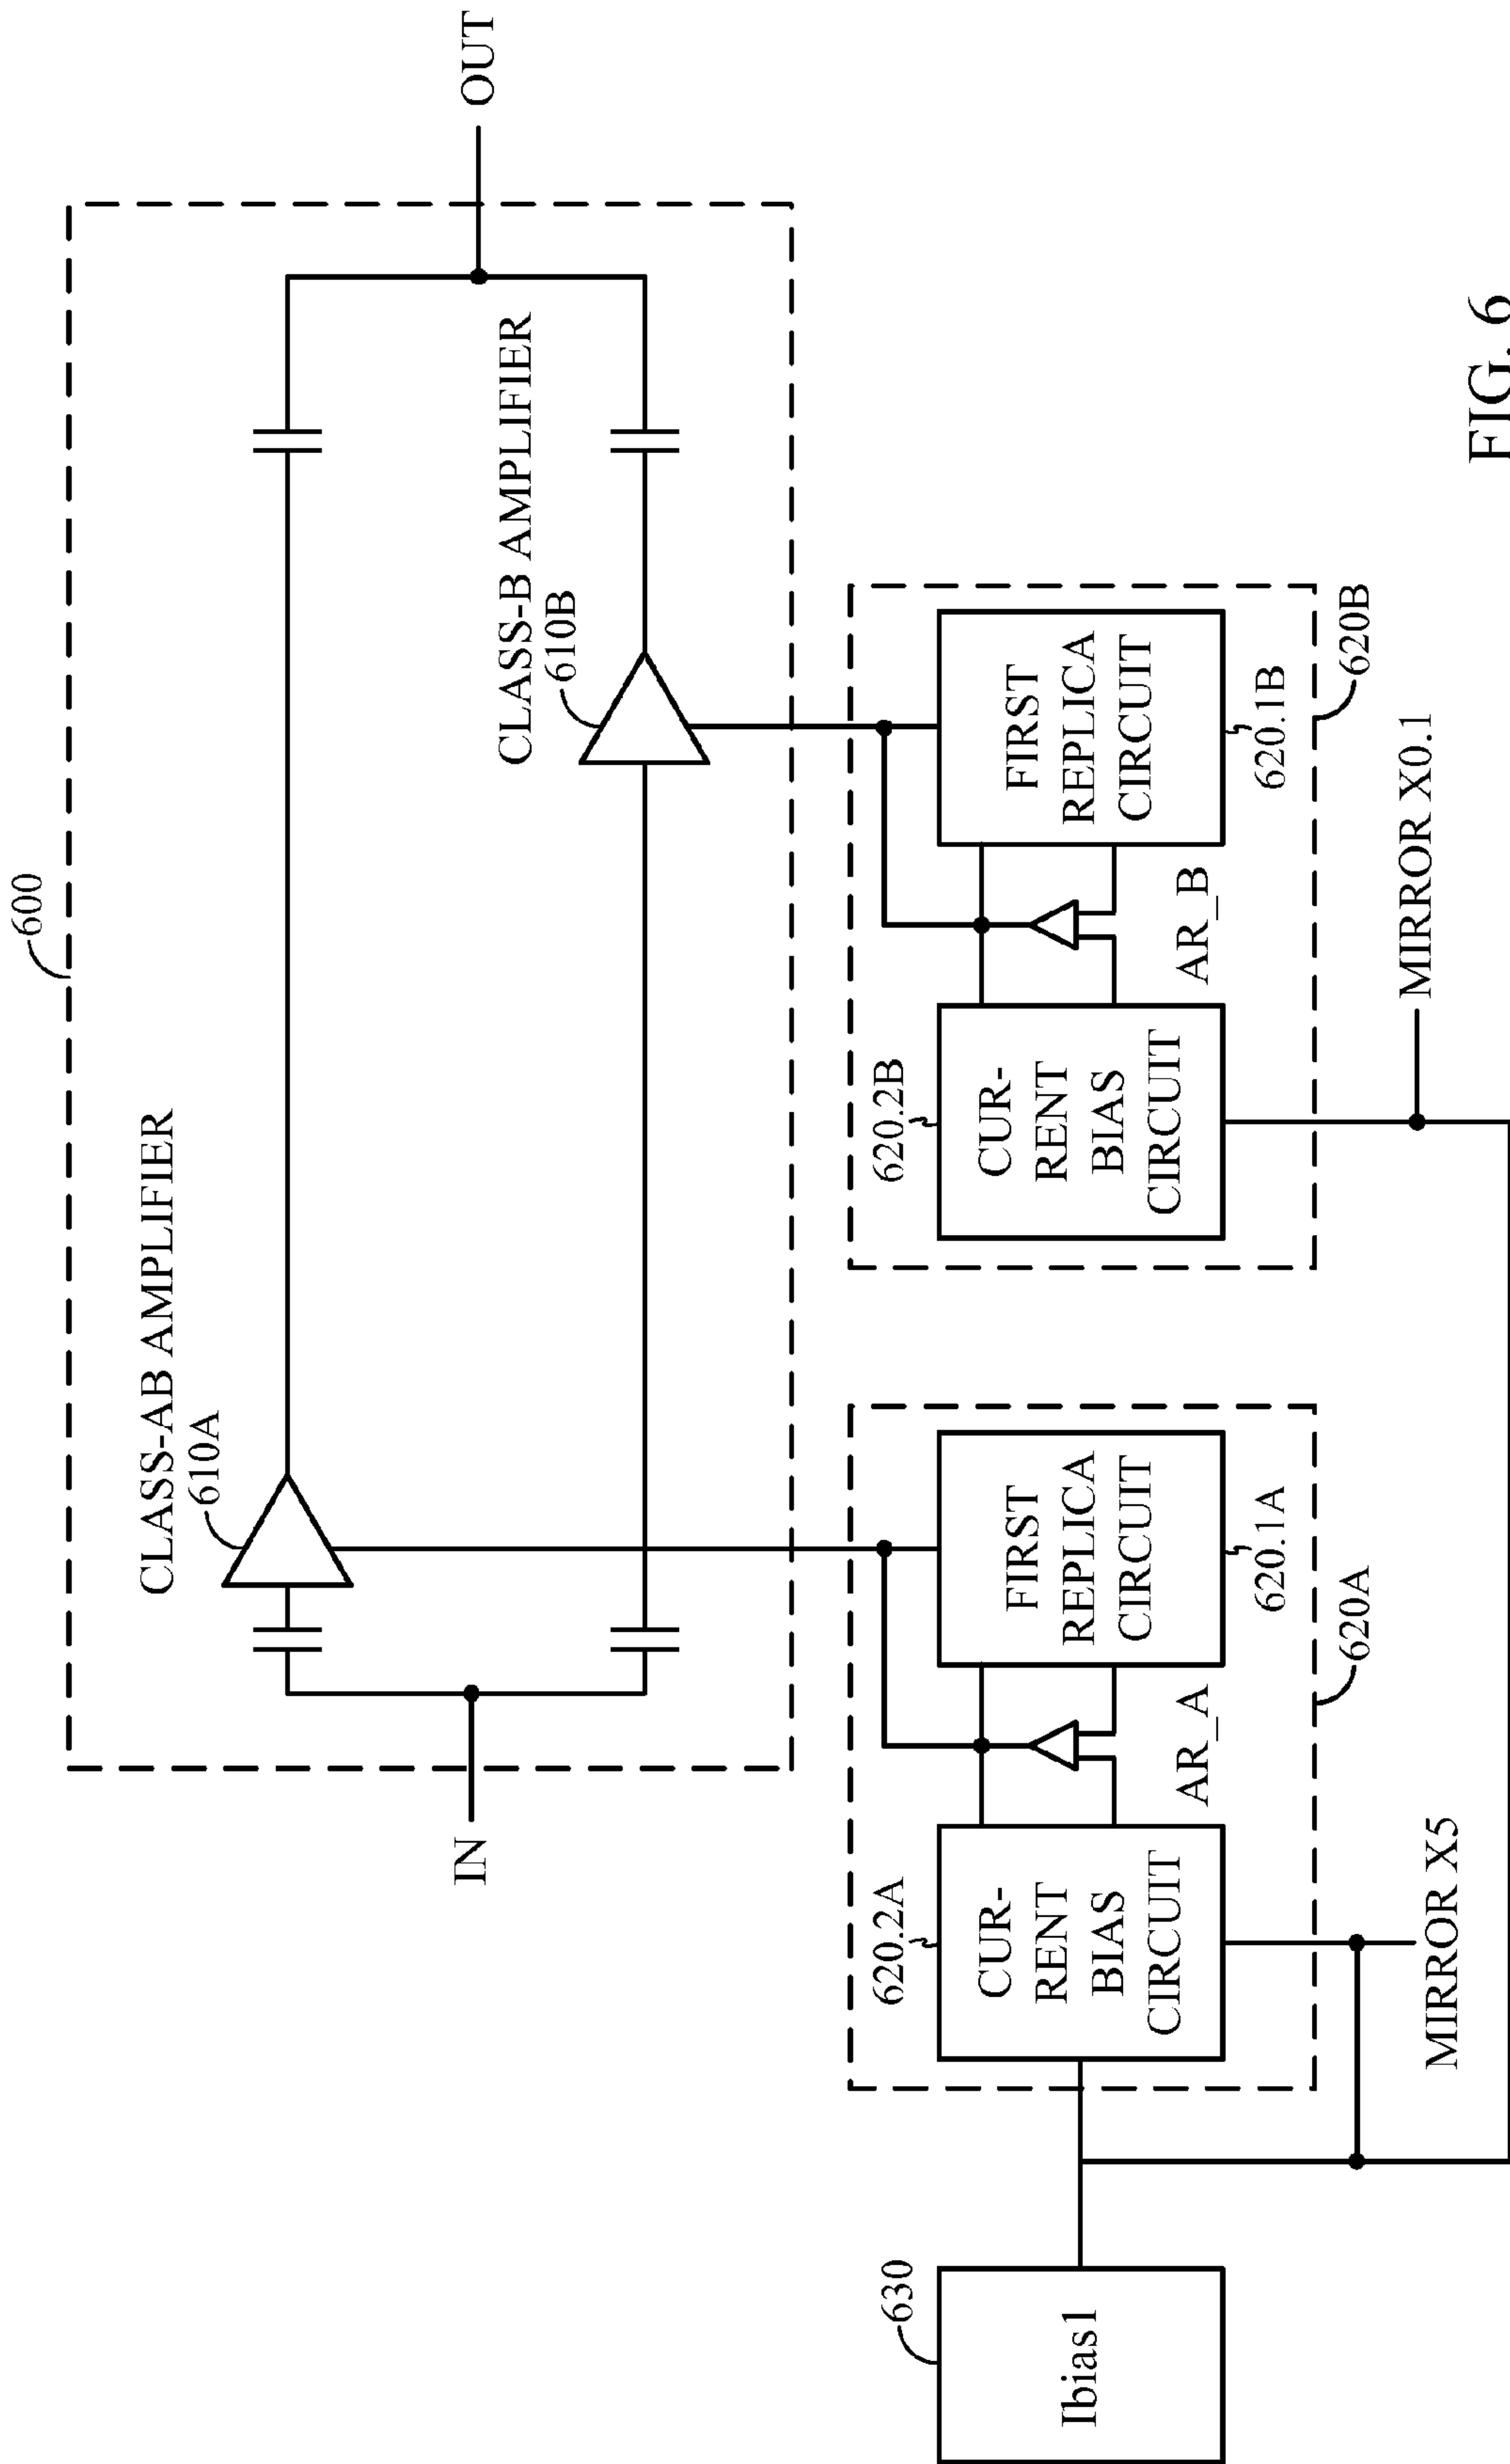 600
CLASS-AB AMPLIFIER
610A
CLASS-B AMPLIFIER
610B
IN
OUT
630
Ibias1
620.2A
CUR-
RENT
BIAS
CIRCUIT
AR_A
FIRST
REPLICA
CIRCUIT
620.1A
620A
MIRROR X5
620.2B
CUR-
RENT
BIAS
CIRCUIT
AR_B
FIRST
REPLICA
CIRCUIT
620.1B
620B
MIRROR X0.1
FIG. 6